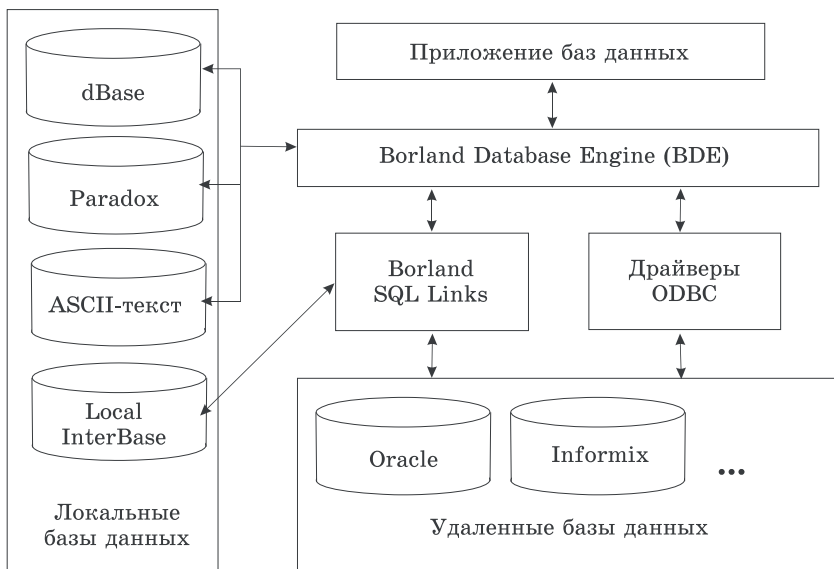 dBase
Paradox
ASCII-текст
Local
InterBase
Локальные
базы данных
Приложение баз данных
Borland Database Engine (BDE)
Borland
SQL Links
Драйверы
ODBC
Oracle
Informix
...
Удаленные базы данных